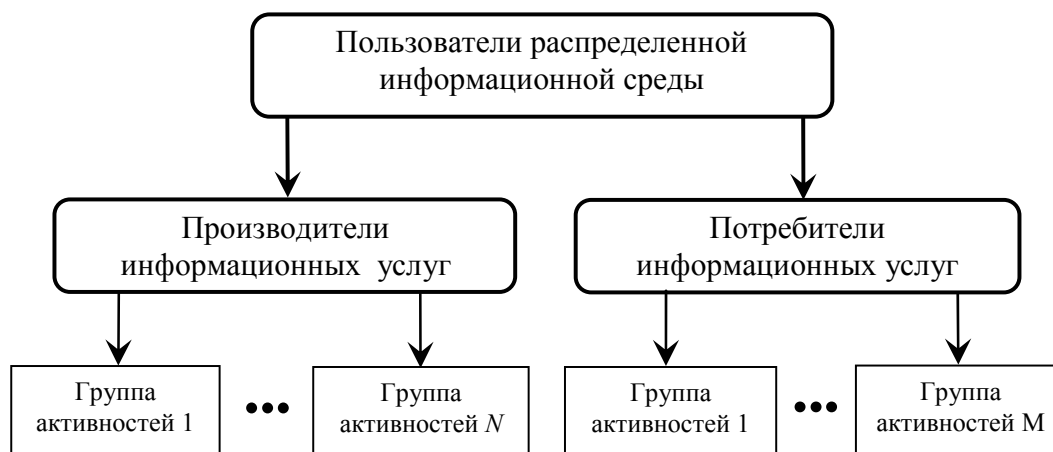 Пользователи распределенной
информационной среды
Производители
информационных услуг
Потребители
информационных услуг
Группа
активностей 1
•••
Группа
активностей N
Группа
активностей 1
•••
Группа
активностей М